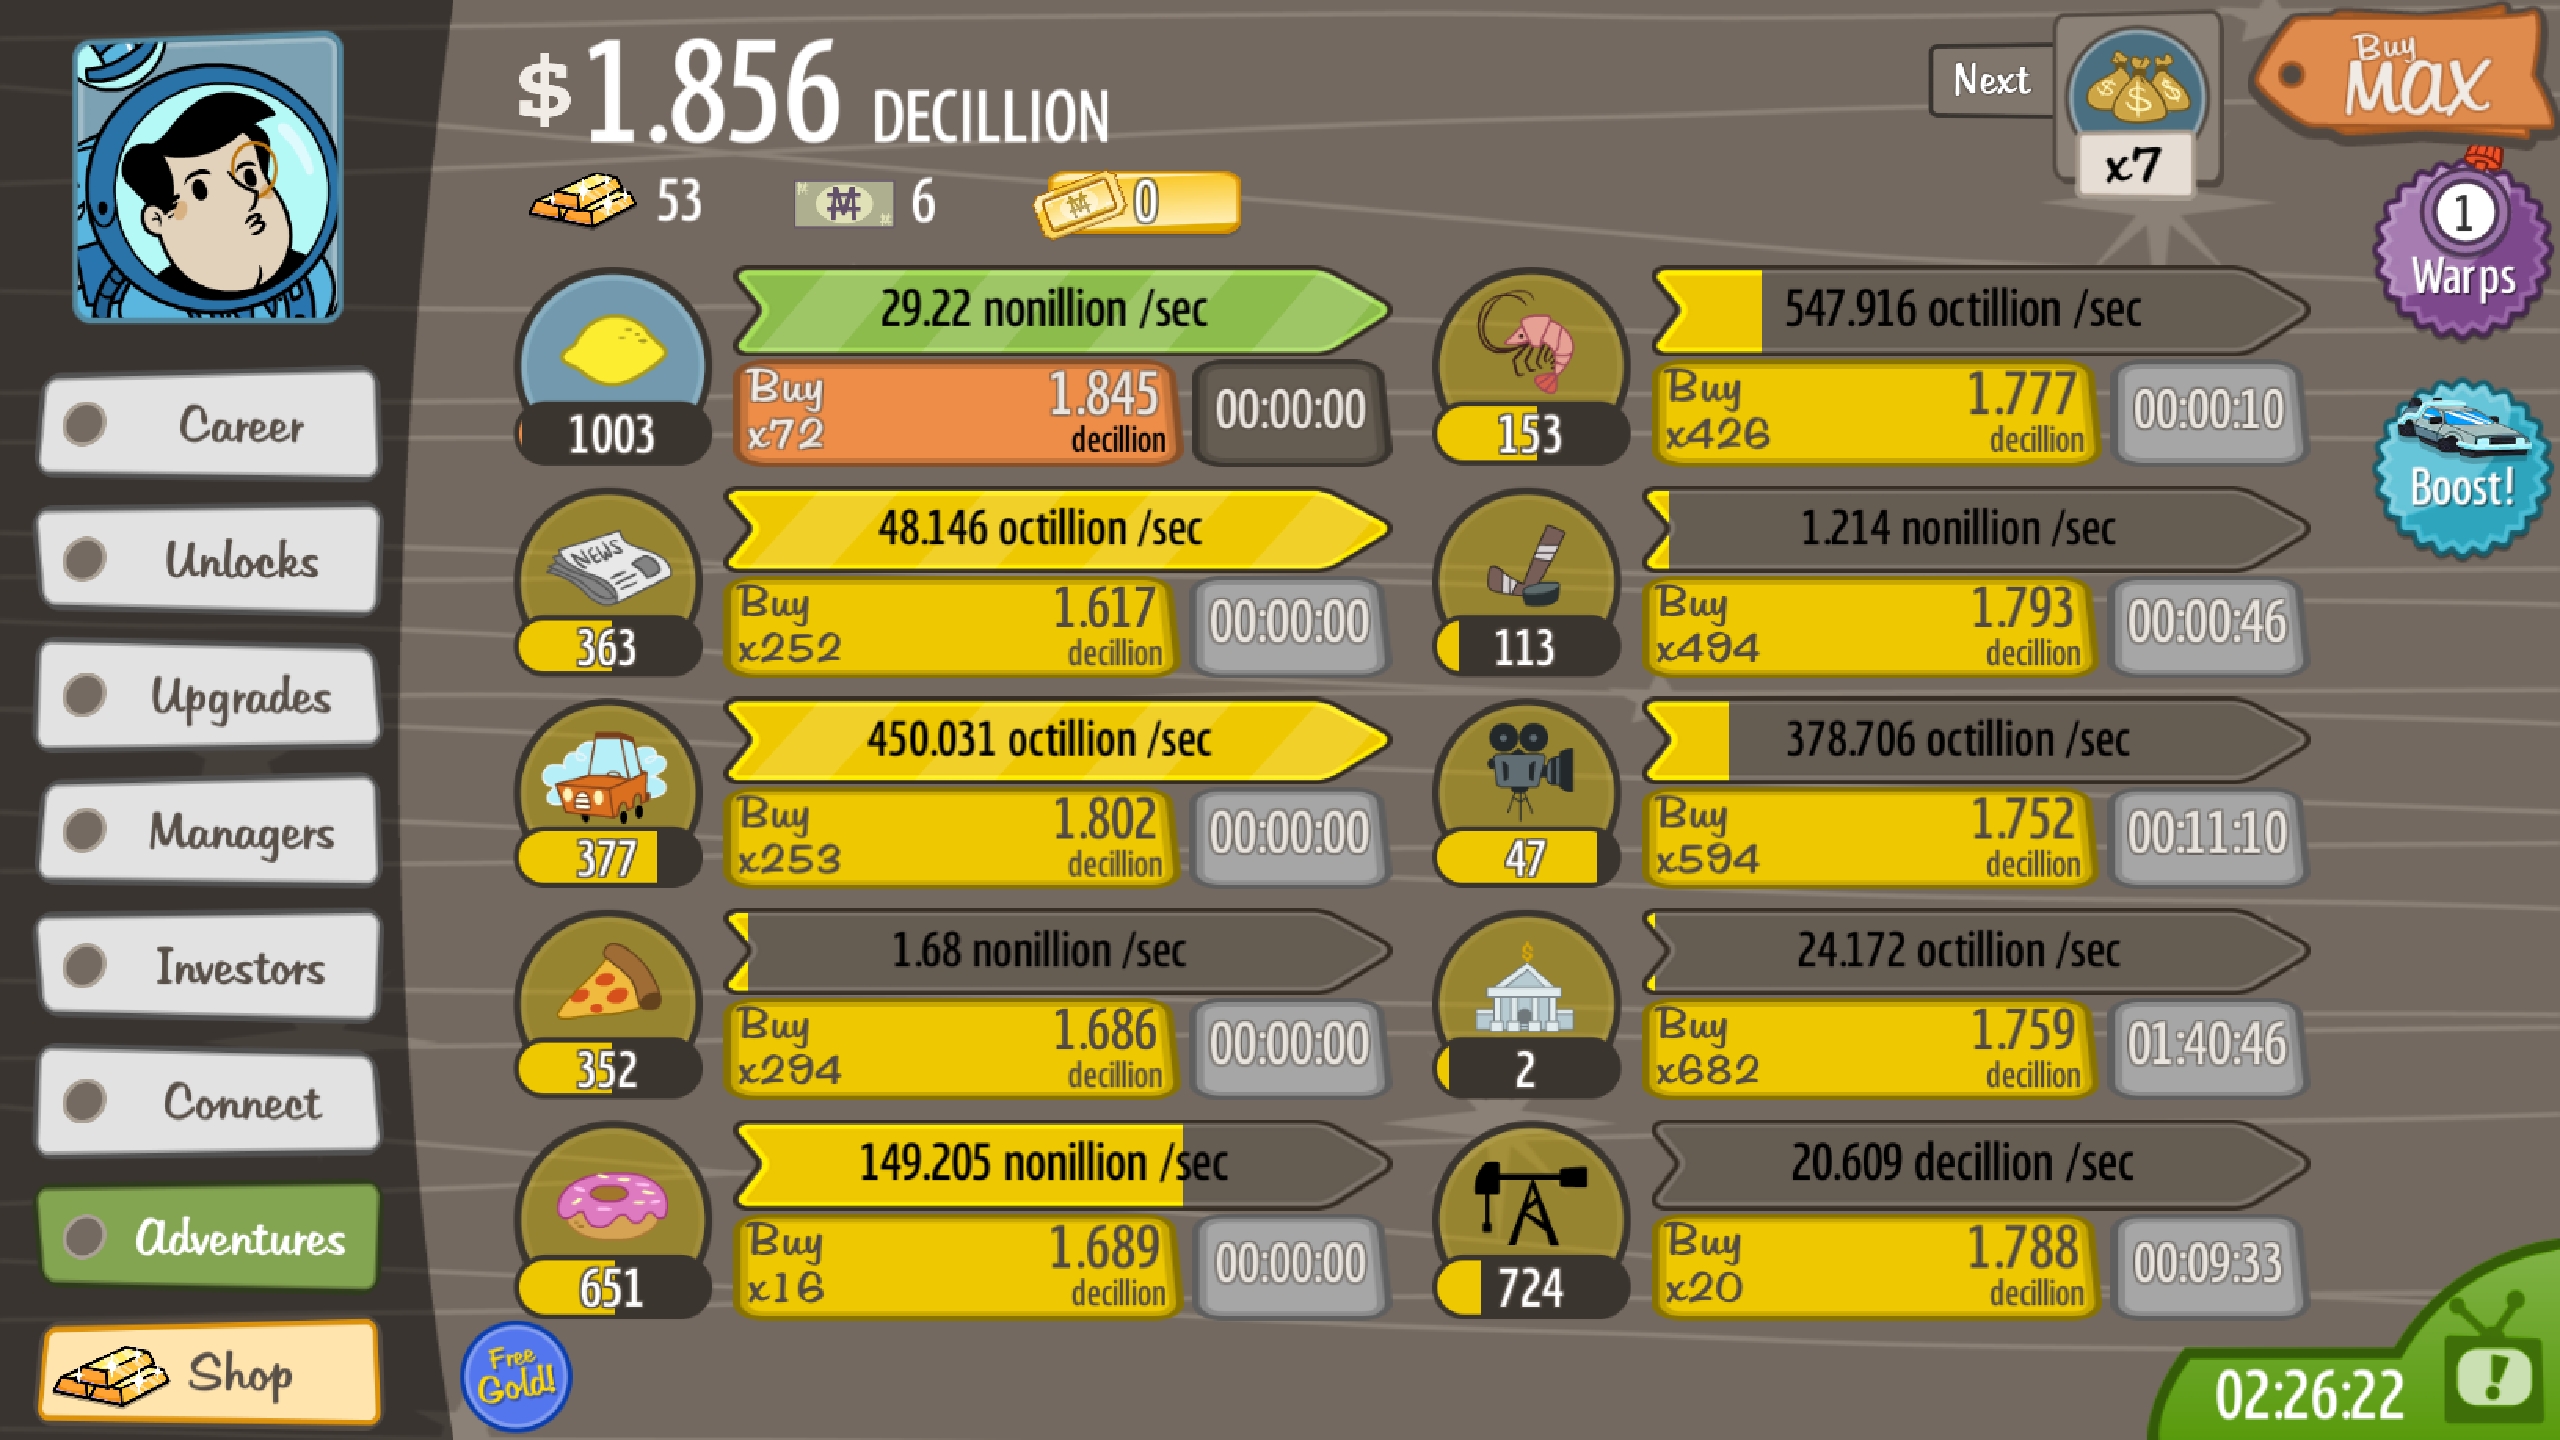 $1.856 DECILLION
Next
x7
Buy
MAX
53
6
0
1
Warps
Boost!
Career
Unlocks
Upgrades
Managers
Investors
Connect
Adventures
Shop
29.22 nonillion /sec
1003
Buy
x72
1.845
decillion
00:00:00
547.916 octillion /sec
153
Buy
x426
1.777
decillion
00:00:10
NEWS
48.146 octillion /sec
363
Buy
x252
1.617
decillion
00:00:00
1.214 nonillion /sec
113
Buy
x494
1.793
decillion
00:00:46
450.031 octillion /sec
377
Buy
x253
1.802
decillion
00:00:00
378.706 octillion /sec
47
Buy
x594
1.752
decillion
00:11:10
1.68 nonillion /sec
352
Buy
x294
1.686
decillion
00:00:00
24.172 octillion /sec
2
Buy
x682
1.759
decillion
01:40:46
149.205 nonillion /sec
651
Buy
x16
1.689
decillion
00:00:00
20.609 decillion /sec
724
Buy
x20
1.788
decillion
00:09:33
Free
Gold!
02:26:22
!